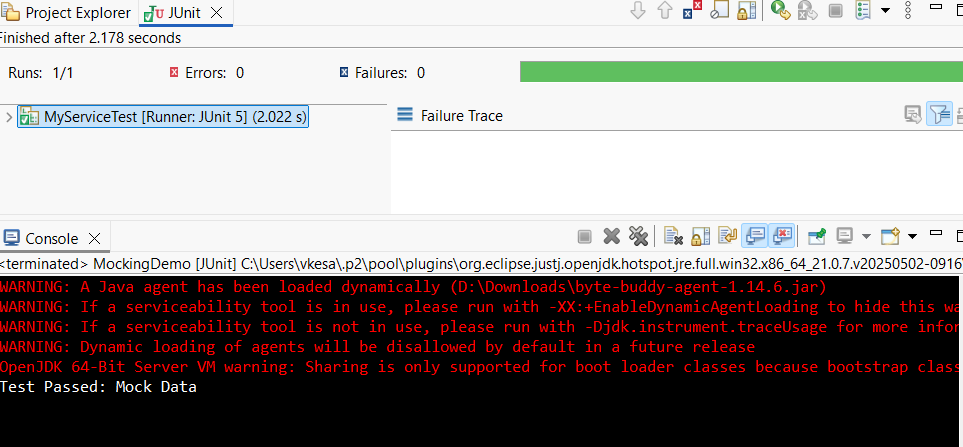 Project Explorer JUnit
Finished after 2.178 seconds
Runs: 1/1 Errors: 0 Failures: 0
MyServiceTest [Runner: JUnit 5] (2.022 s)
Failure Trace
Console
<terminated> MockingDemo [JUnit] C:\Users\vkesa\.p2\pool\plugins\org.eclipse.justj.openjdk.hotspot.jre.full.win32.x86_64_21.0.7.v20250502-0916
WARNING: A Java agent has been loaded dynamically (D:\Downloads\byte-buddy-agent-1.14.6.jar)
WARNING: If a serviceability tool is in use, please run with -XX:+EnableDynamicAgentLoading to hide this wa
WARNING: If a serviceability tool is not in use, please run with -Djdk.instrument.traceUsage for more infor
WARNING: Dynamic loading of agents will be disallowed by default in a future release
OpenJDK 64-Bit Server VM warning: Sharing is only supported for boot loader classes because bootstrap class
Test Passed: Mock Data